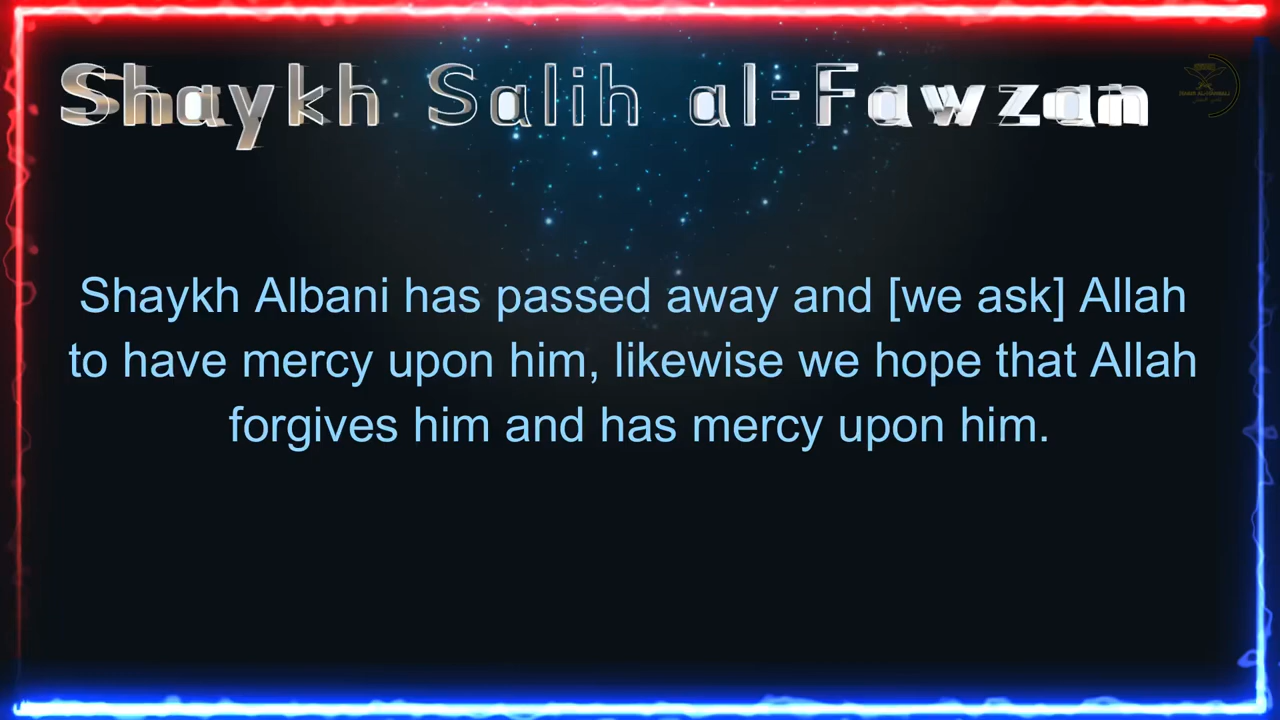 Shaykh Salih al-Fawzan
Shaykh Albani has passed away and [we ask] Allah
to have mercy upon him, likewise we hope that Allah
forgives him and has mercy upon him.